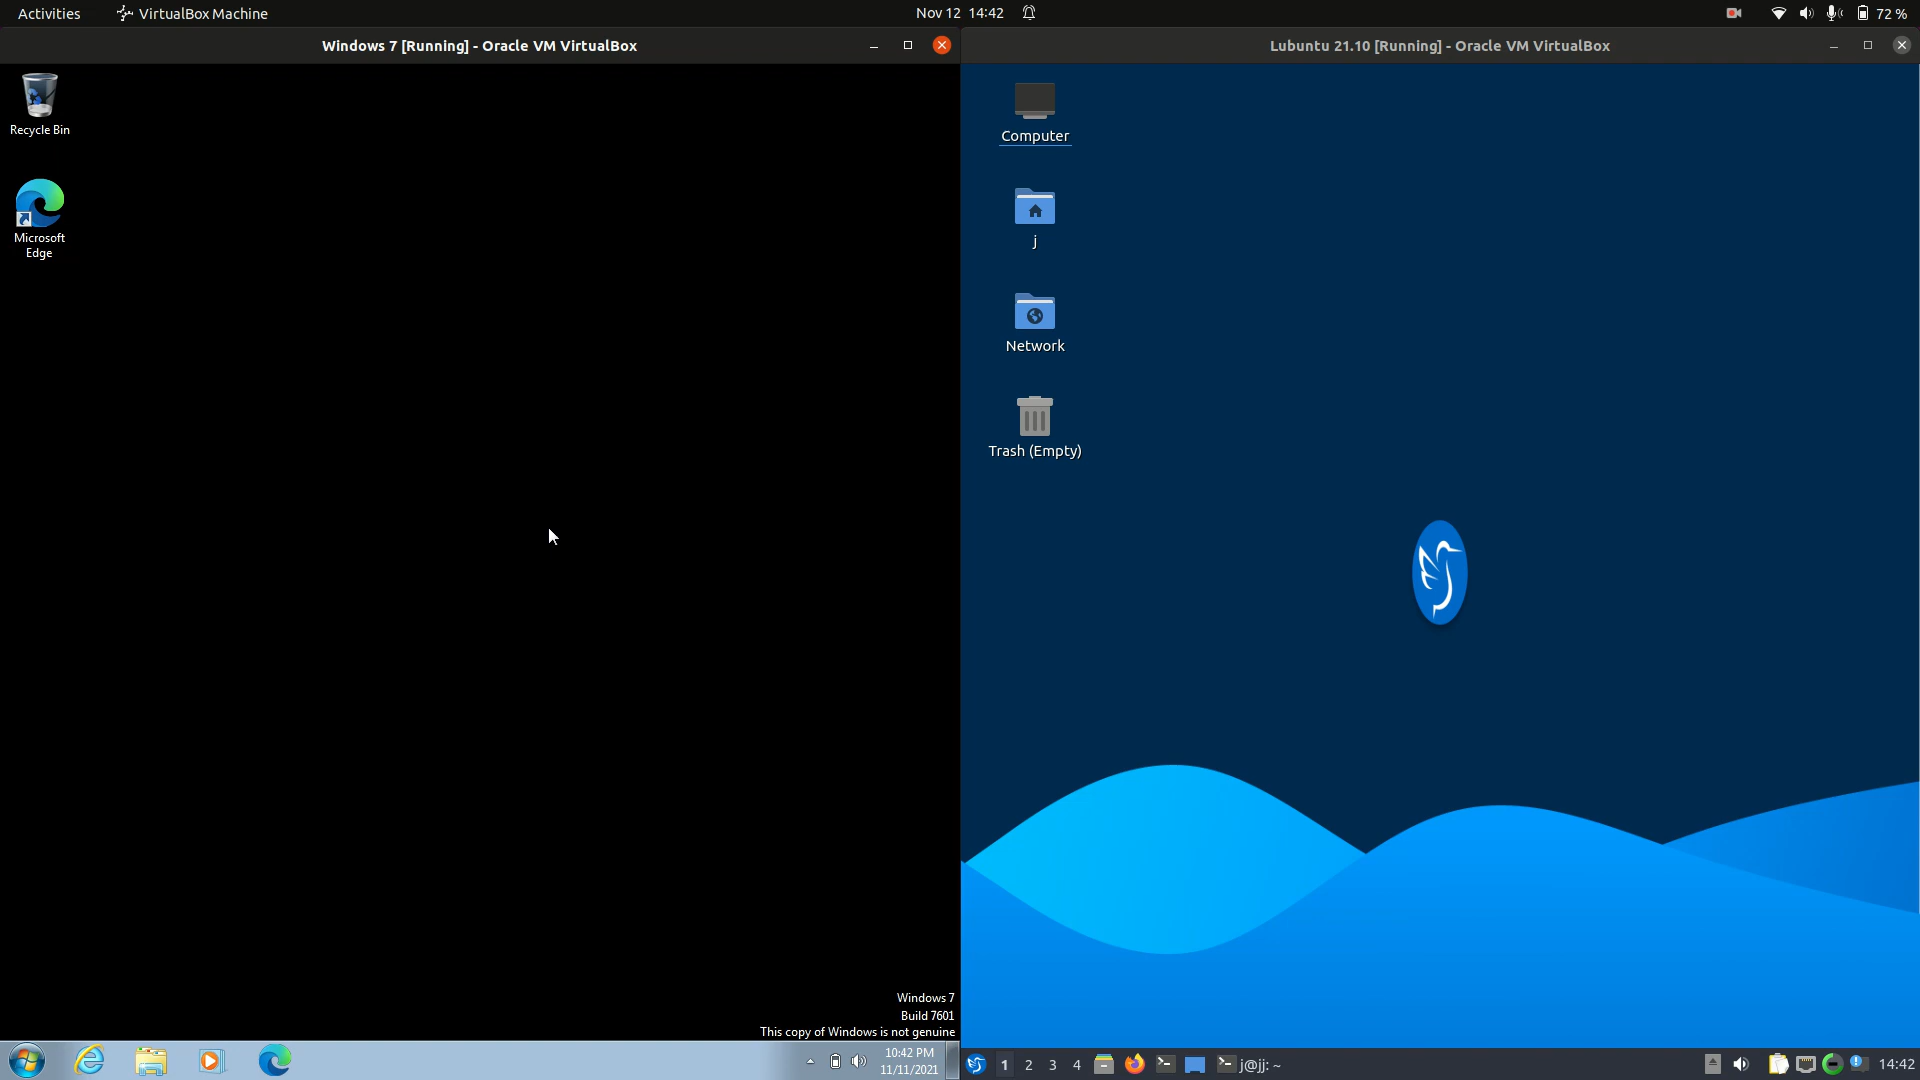 Activities
VirtualBox Machine
Nov 12 14:42
72 %
Windows 7 [Running] - Oracle VM VirtualBox
Recycle Bin
Microsoft
Edge
Windows 7
Build 7601
This copy of Windows is not genuine
10:42 PM
11/11/2021
Lubuntu 21.10 [Running] - Oracle VM VirtualBox
Computer
j
Network
Trash (Empty)
1 2 3 4
j@jj: ~
14:42